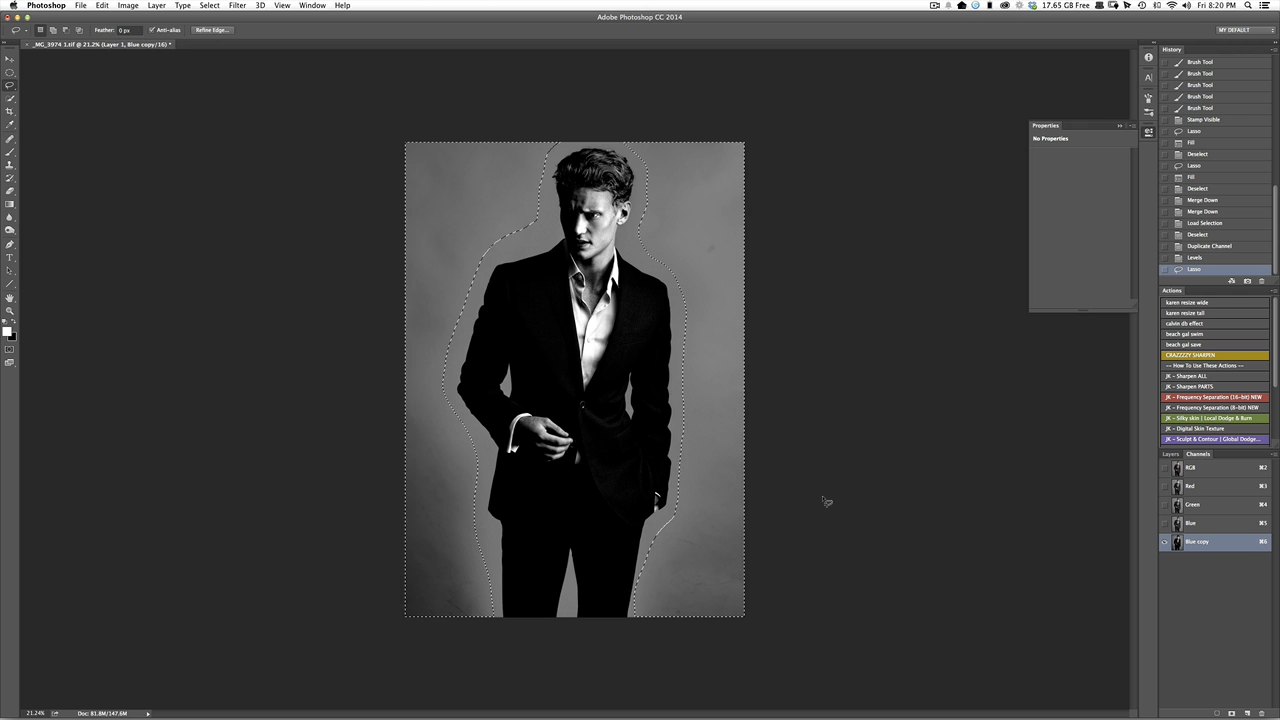 Photoshop File Edit Image Layer Type Select Filter 3D View Window Help 17.65 GB Free Fri 8:20 PM
Adobe Photoshop CC 2014
Feather: 0 px Anti-alias Refine Edge... MY DEFAULT
_MG_3974 1.tif @ 21.2% (Layer 1, Blue copy/16) *
History
Brush Tool
Brush Tool
Brush Tool
Brush Tool
Brush Tool
Stamp Visible
Lasso
Fill
Deselect
Lasso
Fill
Deselect
Merge Down
Merge Down
Load Selection
Deselect
Duplicate Channel
Levels
Lasso
Properties
No Properties
Actions
karen resize wide
karen resize tall
calvin db effect
beach gal swim
beach gal save
CRAZZZZY SHARPEN
-- How To Use These Actions --
JK - Sharpen ALL
JK - Sharpen PARTS
JK - Frequency Separation (16-bit) NEW
JK - Frequency Separation (8-bit) NEW
JK - Silky skin | Local Dodge & Burn
JK - Digital Skin Texture
JK - Sculpt & Contour | Global Dodge...
Layers Channels
RGB ⌘2
Red ⌘3
Green ⌘4
Blue ⌘5
Blue copy ⌘6
21.24% Doc: 81.8M/147.6M